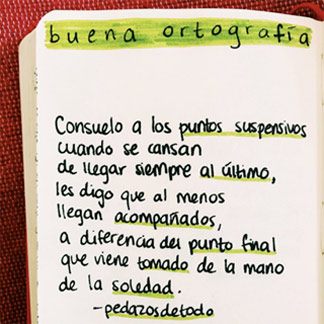 buena ortografía
Consuelo a los puntos suspensivos
cuando se cansan
de llegar siempre al último,
les digo que al menos
llegan acompañados,
a diferencia del punto final
que viene tomado de la mano
de la soledad.
-pedazosdetodo